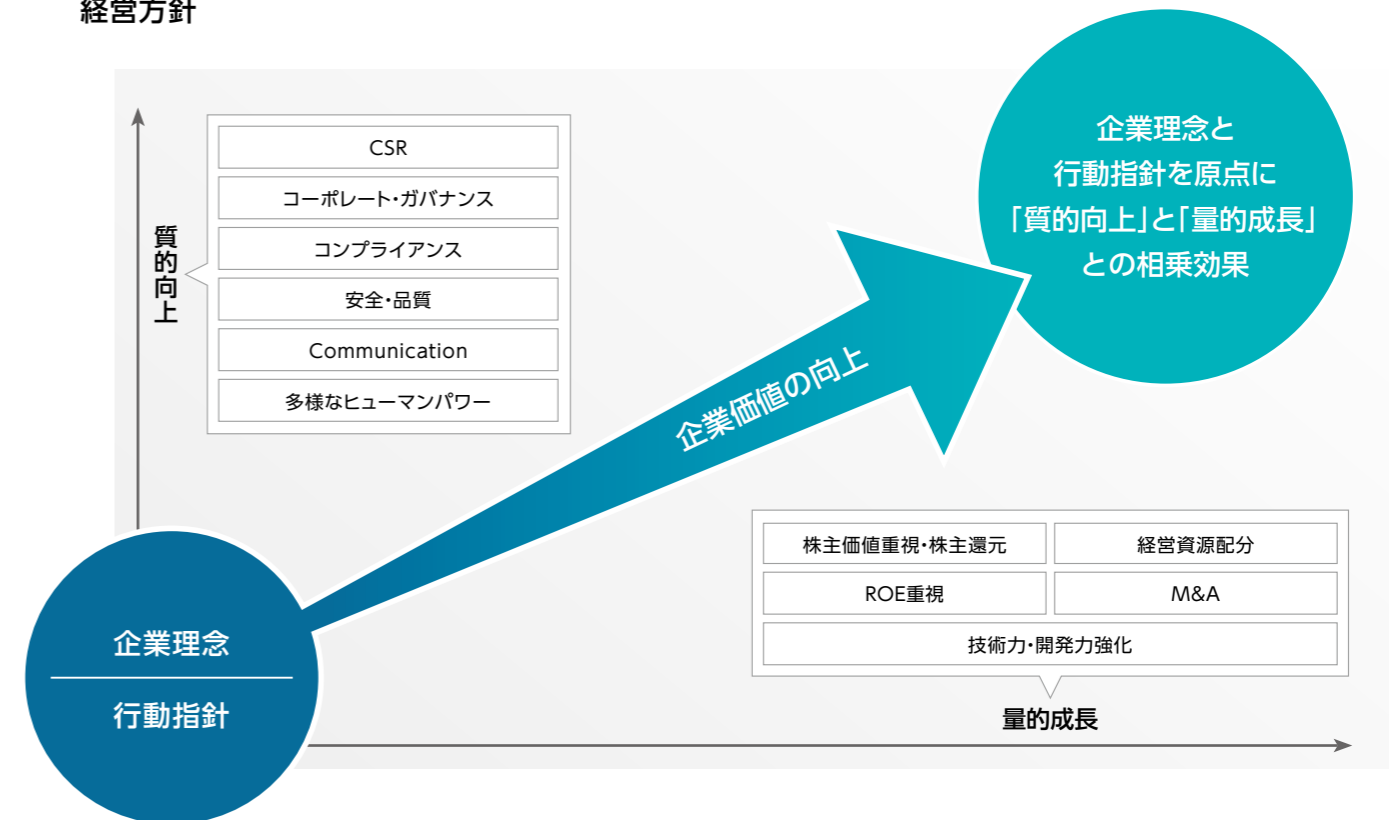 経営方針
質的向上
CSR
コーポレート・ガバナンス
コンプライアンス
安全・品質
Communication
多様なヒューマンパワー
企業理念と
行動指針を原点に
「質的向上」と「量的成長」
との相乗効果
企業価値の向上
株主価値重視・株主還元
経営資源配分
ROE重視
M&A
技術力・開発力強化
量的成長
企業理念
行動指針